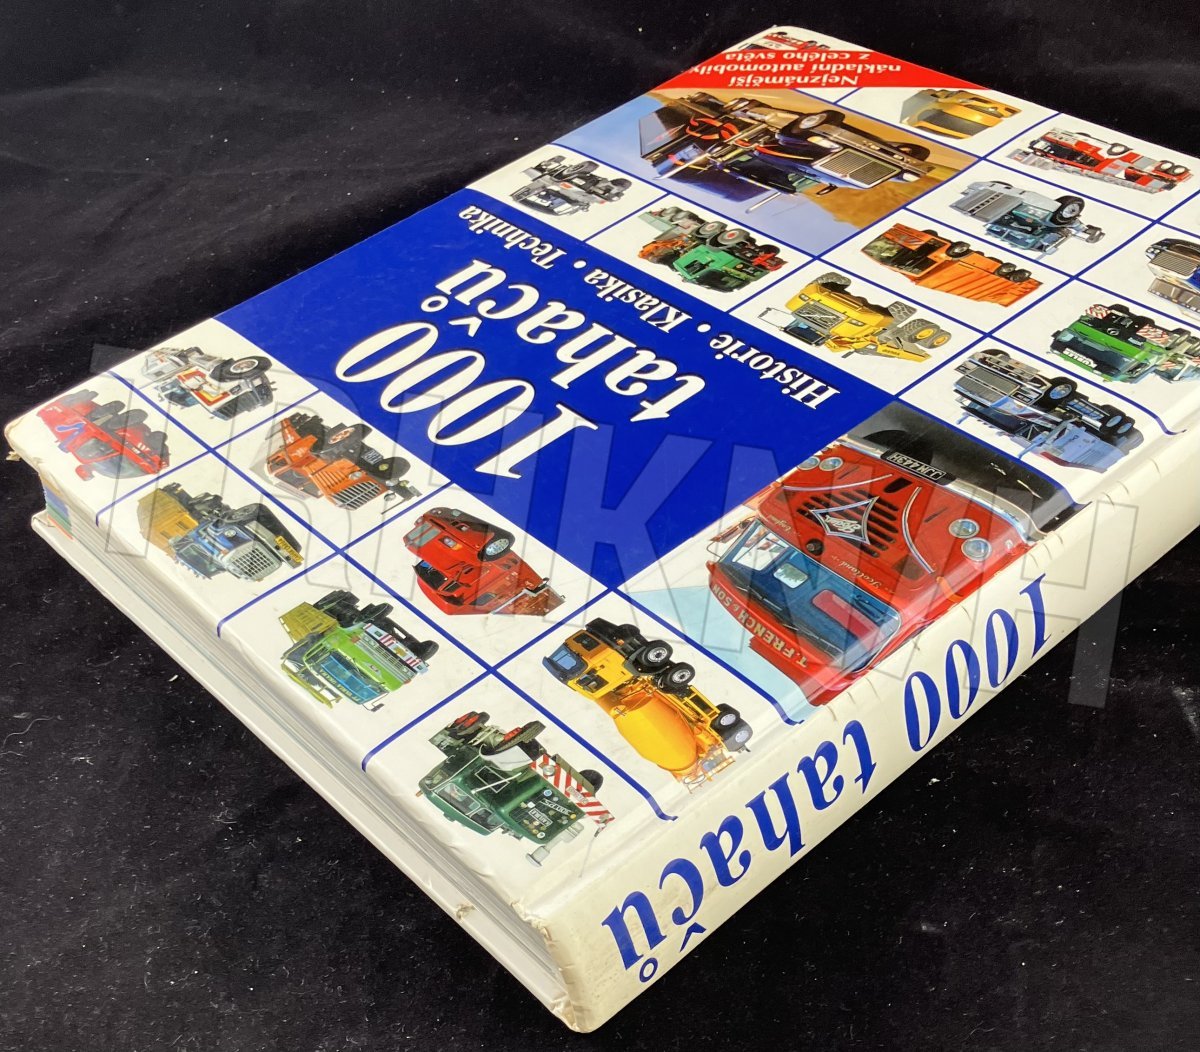 Nejznámější
nákladní automobily
z celého světa
1000
tahačů
Historie • Klasika • Technika
T. FRENCH & SON
1000 tahačů